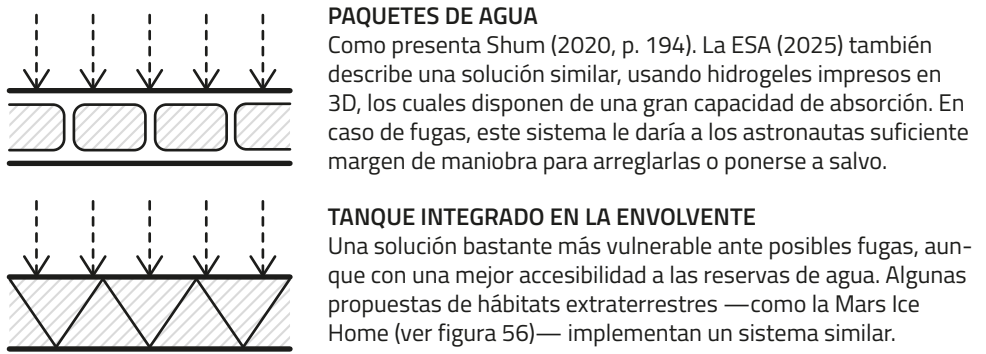 PAQUETES DE AGUA
Como presenta Shum (2020, p. 194). La ESA (2025) también
describe una solución similar, usando hidrogeles impresos en
3D, los cuales disponen de una gran capacidad de absorción. En
caso de fugas, este sistema le daría a los astronautas suficiente
margen de maniobra para arreglarlas o ponerse a salvo.
TANQUE INTEGRADO EN LA ENVOLVENTE
Una solución bastante más vulnerable ante posibles fugas, aun-
que con una mejor accesibilidad a las reservas de agua. Algunas
propuestas de hábitats extraterrestres —como la Mars Ice
Home (ver figura 56)— implementan un sistema similar.